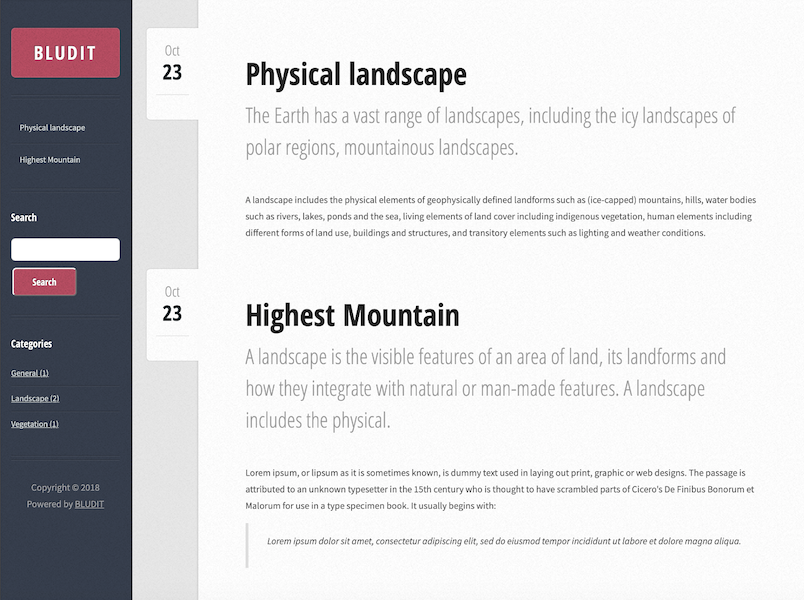 BLUDIT
Physical landscape
Highest Mountain
Search
Search
Categories
General (1)
Landscape (2)
Vegetation (1)
Copyright © 2018
Powered by BLUDIT
Oct
23
Physical landscape
The Earth has a vast range of landscapes, including the icy landscapes of
polar regions, mountainous landscapes.
A landscape includes the physical elements of geophysically defined landforms such as (ice-capped) mountains, hills, water bodies
such as rivers, lakes, ponds and the sea, living elements of land cover including indigenous vegetation, human elements including
different forms of land use, buildings and structures, and transitory elements such as lighting and weather conditions.
Oct
23
Highest Mountain
A landscape is the visible features of an area of land, its landforms and
how they integrate with natural or man-made features. A landscape
includes the physical.
Lorem ipsum, or lipsum as it is sometimes known, is dummy text used in laying out print, graphic or web designs. The passage is
attributed to an unknown typesetter in the 15th century who is thought to have scrambled parts of Cicero's De Finibus Bonorum et
Malorum for use in a type specimen book. It usually begins with:
Lorem ipsum dolor sit amet, consectetur adipiscing elit, sed do eiusmod tempor incididunt ut labore et dolore magna aliqua.